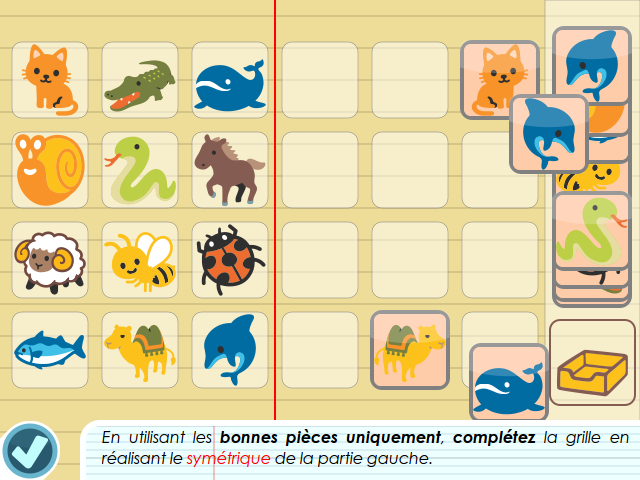 En utilisant les bonnes pièces uniquement, complétez la grille en
réalisant le symétrique de la partie gauche.